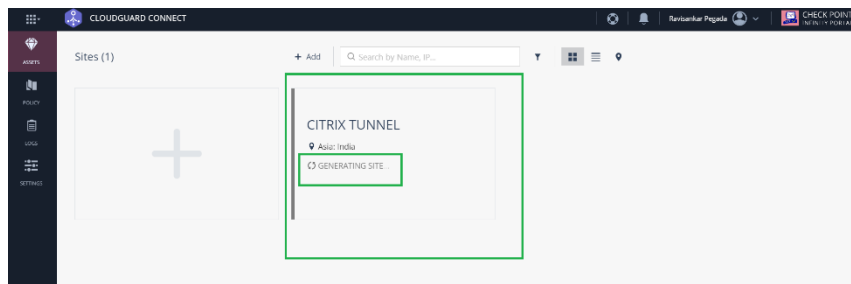 CLOUDGUARD CONNECT
Ravisankar Pegada
CHECK POINT
INFINITY PORTAL
ASSETS
POLICY
LOGS
SETTINGS
Sites (1)
+ Add
Search by Name, IP...
CITRIX TUNNEL
Asia: India
GENERATING SITE...